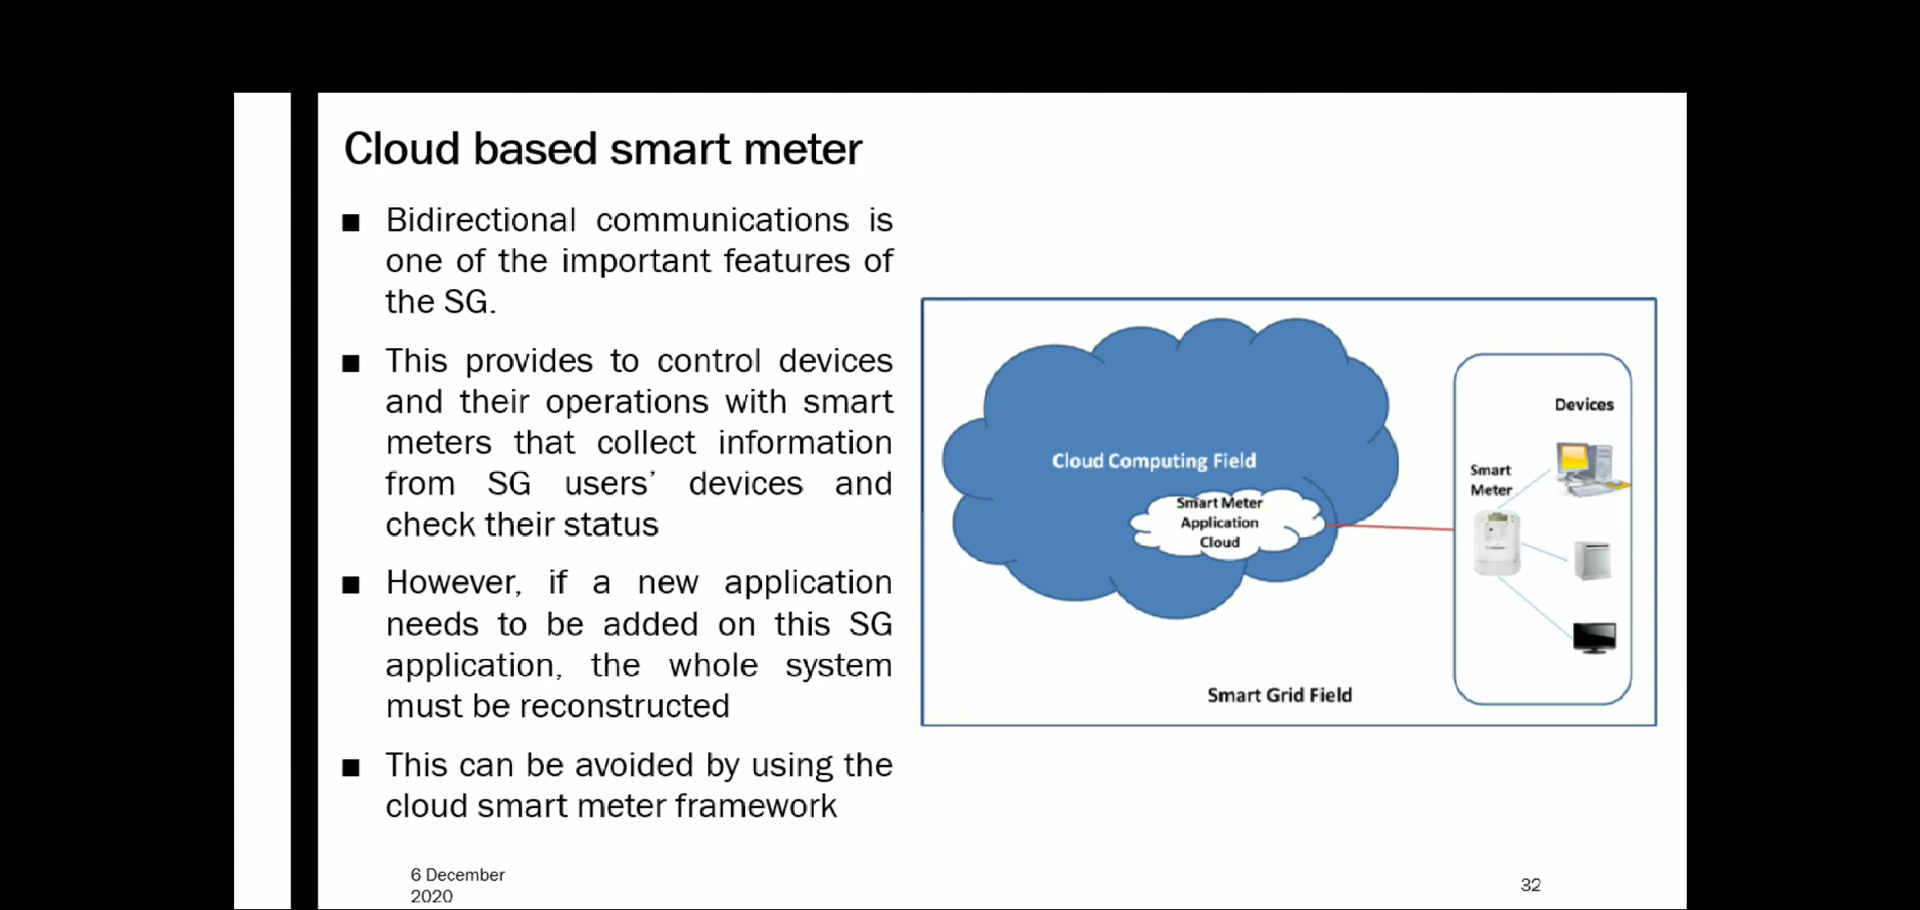 Cloud based smart meter
■ Bidirectional communications is
one of the important features of
the SG.
■ This provides to control devices
and their operations with smart
meters that collect information
from SG users’ devices and
check their status
■ However, if a new application
needs to be added on this SG
application, the whole system
must be reconstructed
■ This can be avoided by using the
cloud smart meter framework
Cloud Computing Field
Smart Meter
Application
Cloud
Devices
Smart
Meter
Smart Grid Field
6 December
2020
32